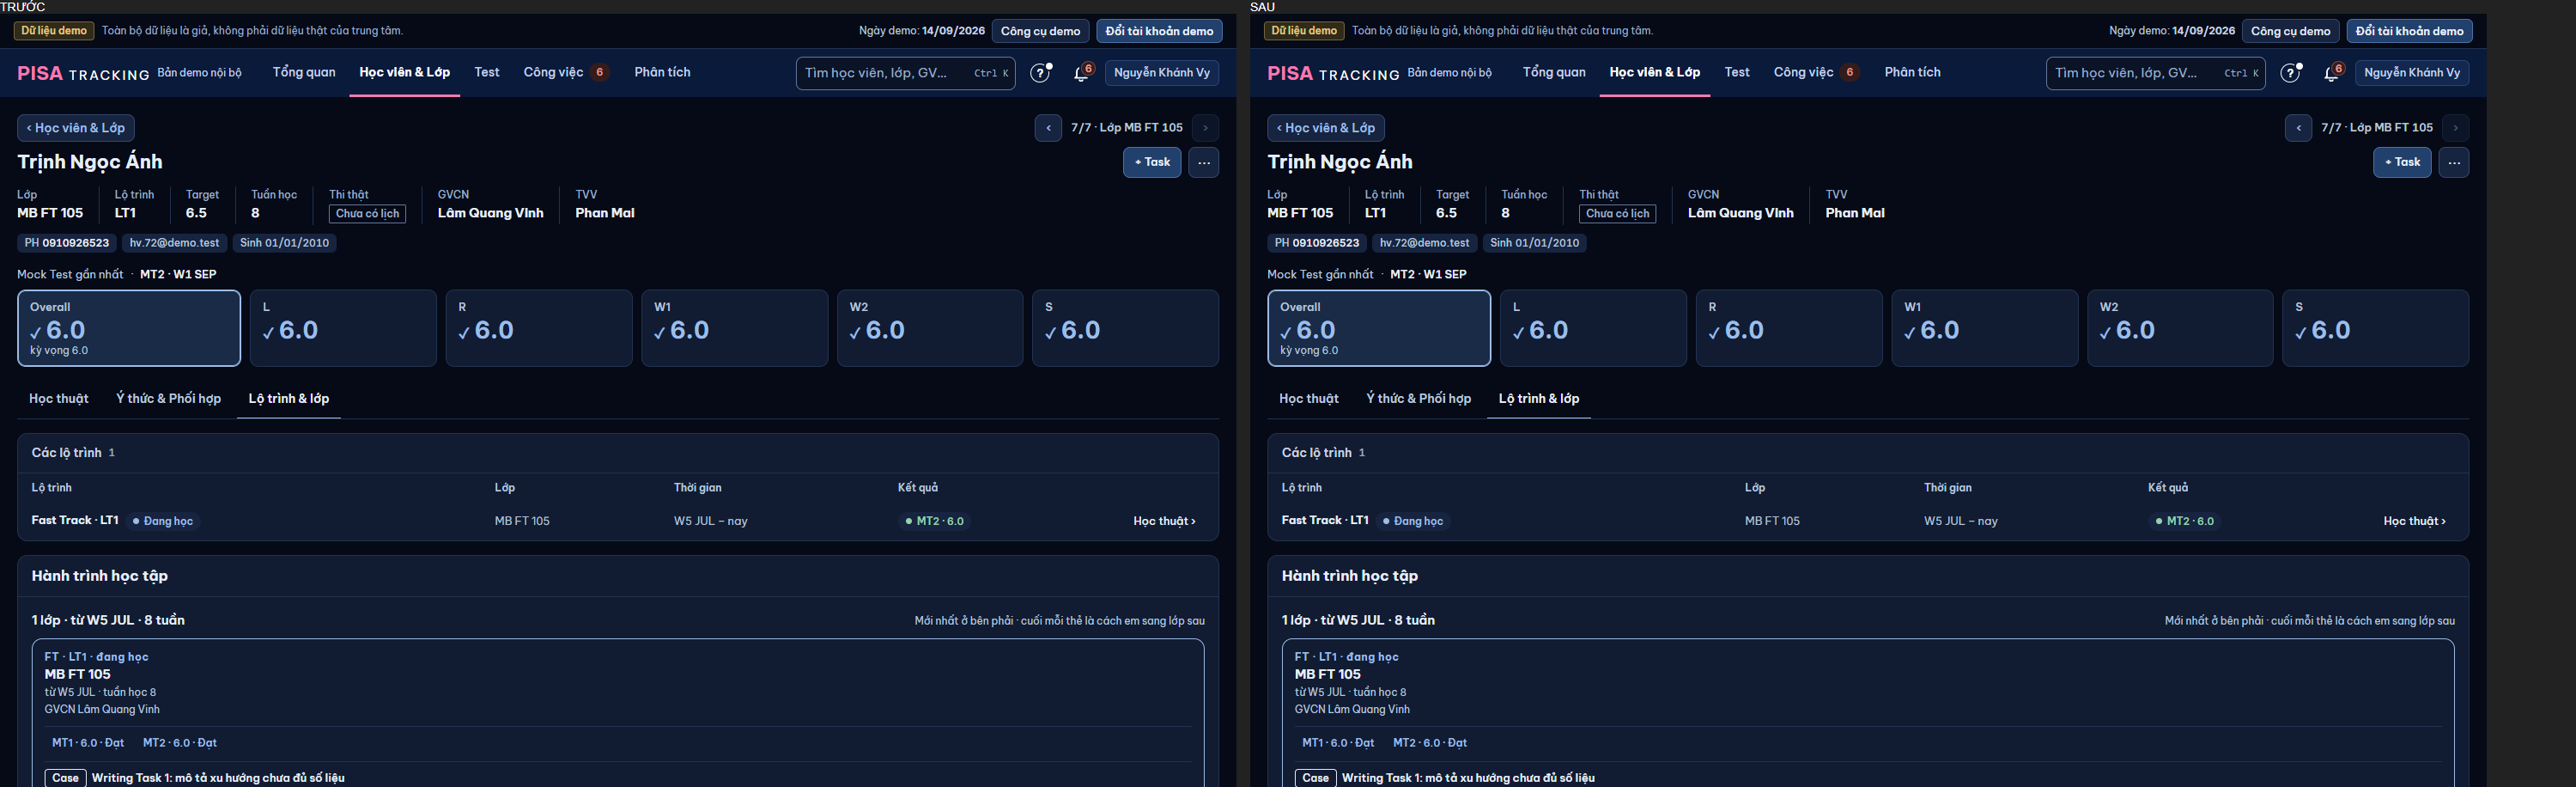 TRƯỚC
Dữ liệu demo Toàn bộ dữ liệu là giả, không phải dữ liệu thật của trung tâm. Ngày demo: 14/09/2026 Công cụ demo Đổi tài khoản demo
PISA TRACKING Bản demo nội bộ Tổng quan Học viên & Lớp Test Công việc 6 Phân tích Tìm học viên, lớp, GV... Ctrl K ? 6 Nguyễn Khánh Vy
‹ Học viên & Lớp ‹ 7/7 · Lớp MB FT 105 ›
Trịnh Ngọc Ánh + Task ...
Lớp Lộ trình Target Tuần học Thi thật GVCN TVV
MB FT 105 LT1 6.5 8 Chưa có lịch Lâm Quang Vinh Phan Mai
PH 0910926523 hv.72@demo.test Sinh 01/01/2010
Mock Test gần nhất · MT2 · W1 SEP
Overall L R W1 W2 S
✓ 6.0 ✓ 6.0 ✓ 6.0 ✓ 6.0 ✓ 6.0 ✓ 6.0
kỳ vọng 6.0
Học thuật Ý thức & Phối hợp Lộ trình & lớp
Các lộ trình 1
Lộ trình Lớp Thời gian Kết quả
Fast Track · LT1 • Đang học MB FT 105 W5 JUL – nay • MT2 · 6.0 Học thuật ›
Hành trình học tập
1 lớp · từ W5 JUL · 8 tuần Mới nhất ở bên phải · cuối mỗi thẻ là cách em sang lớp sau
FT · LT1 · đang học
MB FT 105
từ W5 JUL · tuần học 8
GVCN Lâm Quang Vinh
MT1 · 6.0 · Đạt MT2 · 6.0 · Đạt
Case Writing Task 1: mô tả xu hướng chưa đủ số liệu
SAU
Dữ liệu demo Toàn bộ dữ liệu là giả, không phải dữ liệu thật của trung tâm. Ngày demo: 14/09/2026 Công cụ demo Đổi tài khoản demo
PISA TRACKING Bản demo nội bộ Tổng quan Học viên & Lớp Test Công việc 6 Phân tích Tìm học viên, lớp, GV... Ctrl K ? 6 Nguyễn Khánh Vy
‹ Học viên & Lớp ‹ 7/7 · Lớp MB FT 105 ›
Trịnh Ngọc Ánh + Task ...
Lớp Lộ trình Target Tuần học Thi thật GVCN TVV
MB FT 105 LT1 6.5 8 Chưa có lịch Lâm Quang Vinh Phan Mai
PH 0910926523 hv.72@demo.test Sinh 01/01/2010
Mock Test gần nhất · MT2 · W1 SEP
Overall L R W1 W2 S
✓ 6.0 ✓ 6.0 ✓ 6.0 ✓ 6.0 ✓ 6.0 ✓ 6.0
kỳ vọng 6.0
Học thuật Ý thức & Phối hợp Lộ trình & lớp
Các lộ trình 1
Lộ trình Lớp Thời gian Kết quả
Fast Track · LT1 • Đang học MB FT 105 W5 JUL – nay • MT2 · 6.0 Học thuật ›
Hành trình học tập
1 lớp · từ W5 JUL · 8 tuần Mới nhất ở bên phải · cuối mỗi thẻ là cách em sang lớp sau
FT · LT1 · đang học
MB FT 105
từ W5 JUL · tuần học 8
GVCN Lâm Quang Vinh
MT1 · 6.0 · Đạt MT2 · 6.0 · Đạt
Case Writing Task 1: mô tả xu hướng chưa đủ số liệu